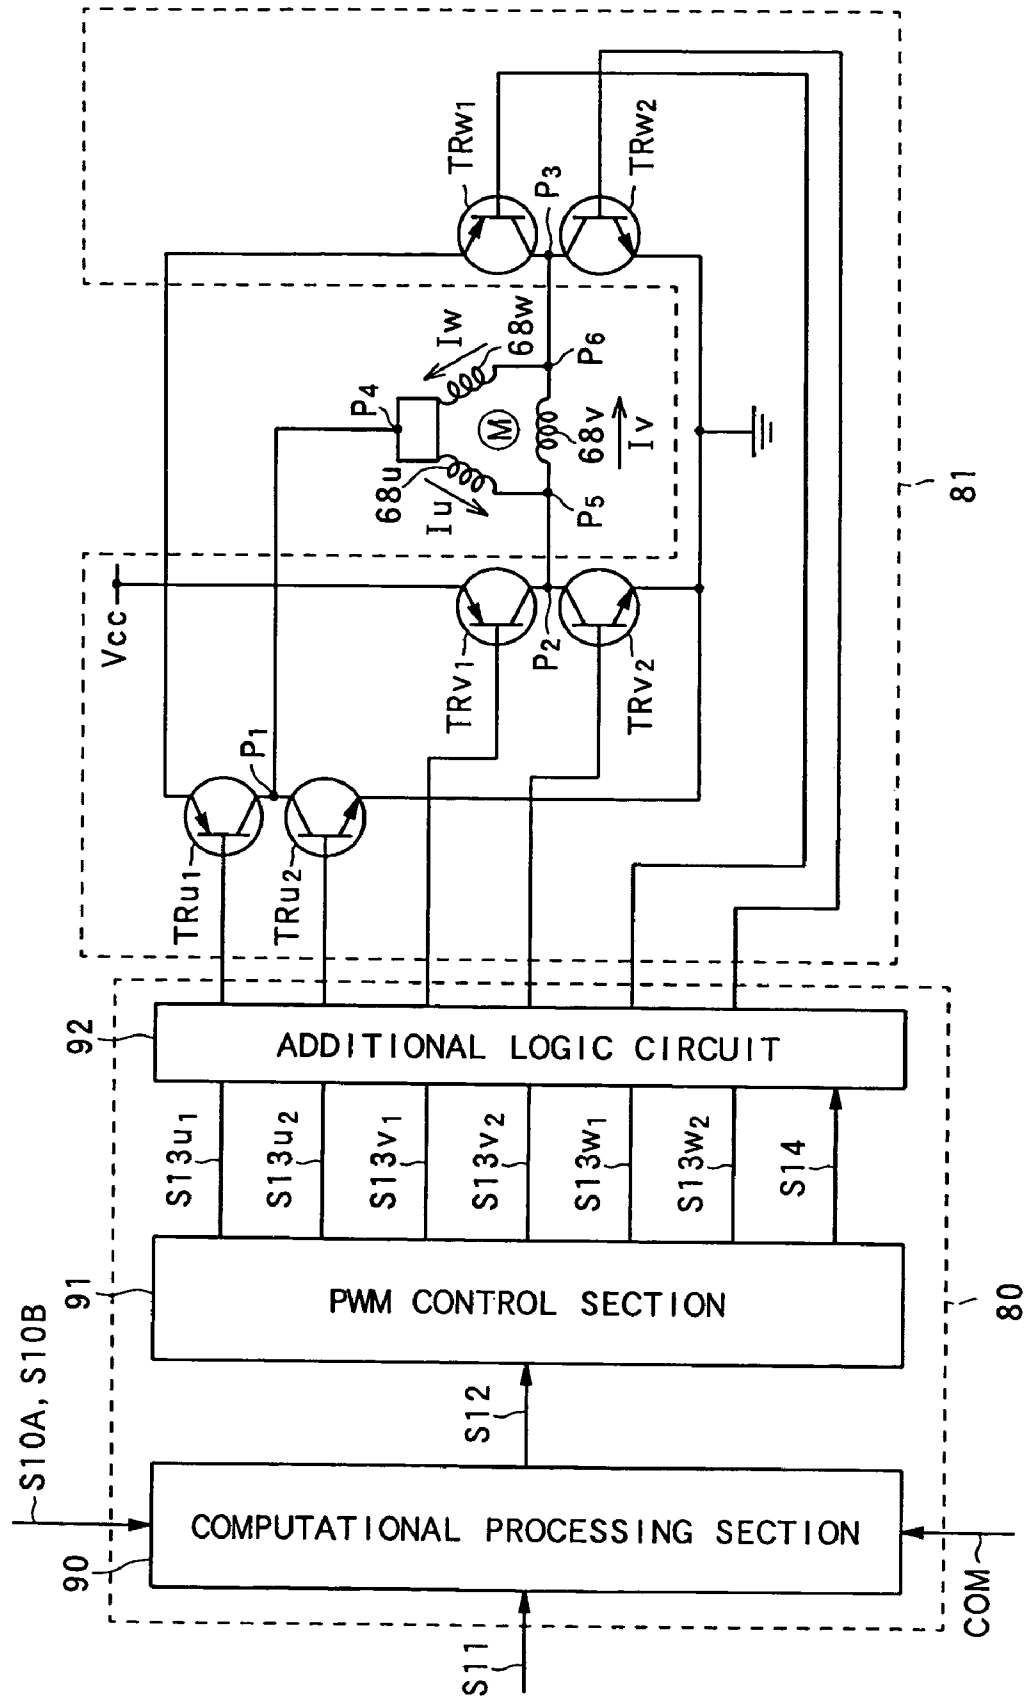 S11
COM
S10A, S10B
90
COMPUTATIONAL PROCESSING SECTION
S12
80
91
PWM CONTROL SECTION
S13u1
S13u2
S13v1
S13v2
S13w1
S13w2
S14
92
ADDITIONAL LOGIC CIRCUIT
81
TRu1
TRu2
P1
Vcc
TRv1
P2
TRv2
P4
68u
Iu
P5
M
68v
Iv
Iw
68w
P6
TRw1
P3
TRw2